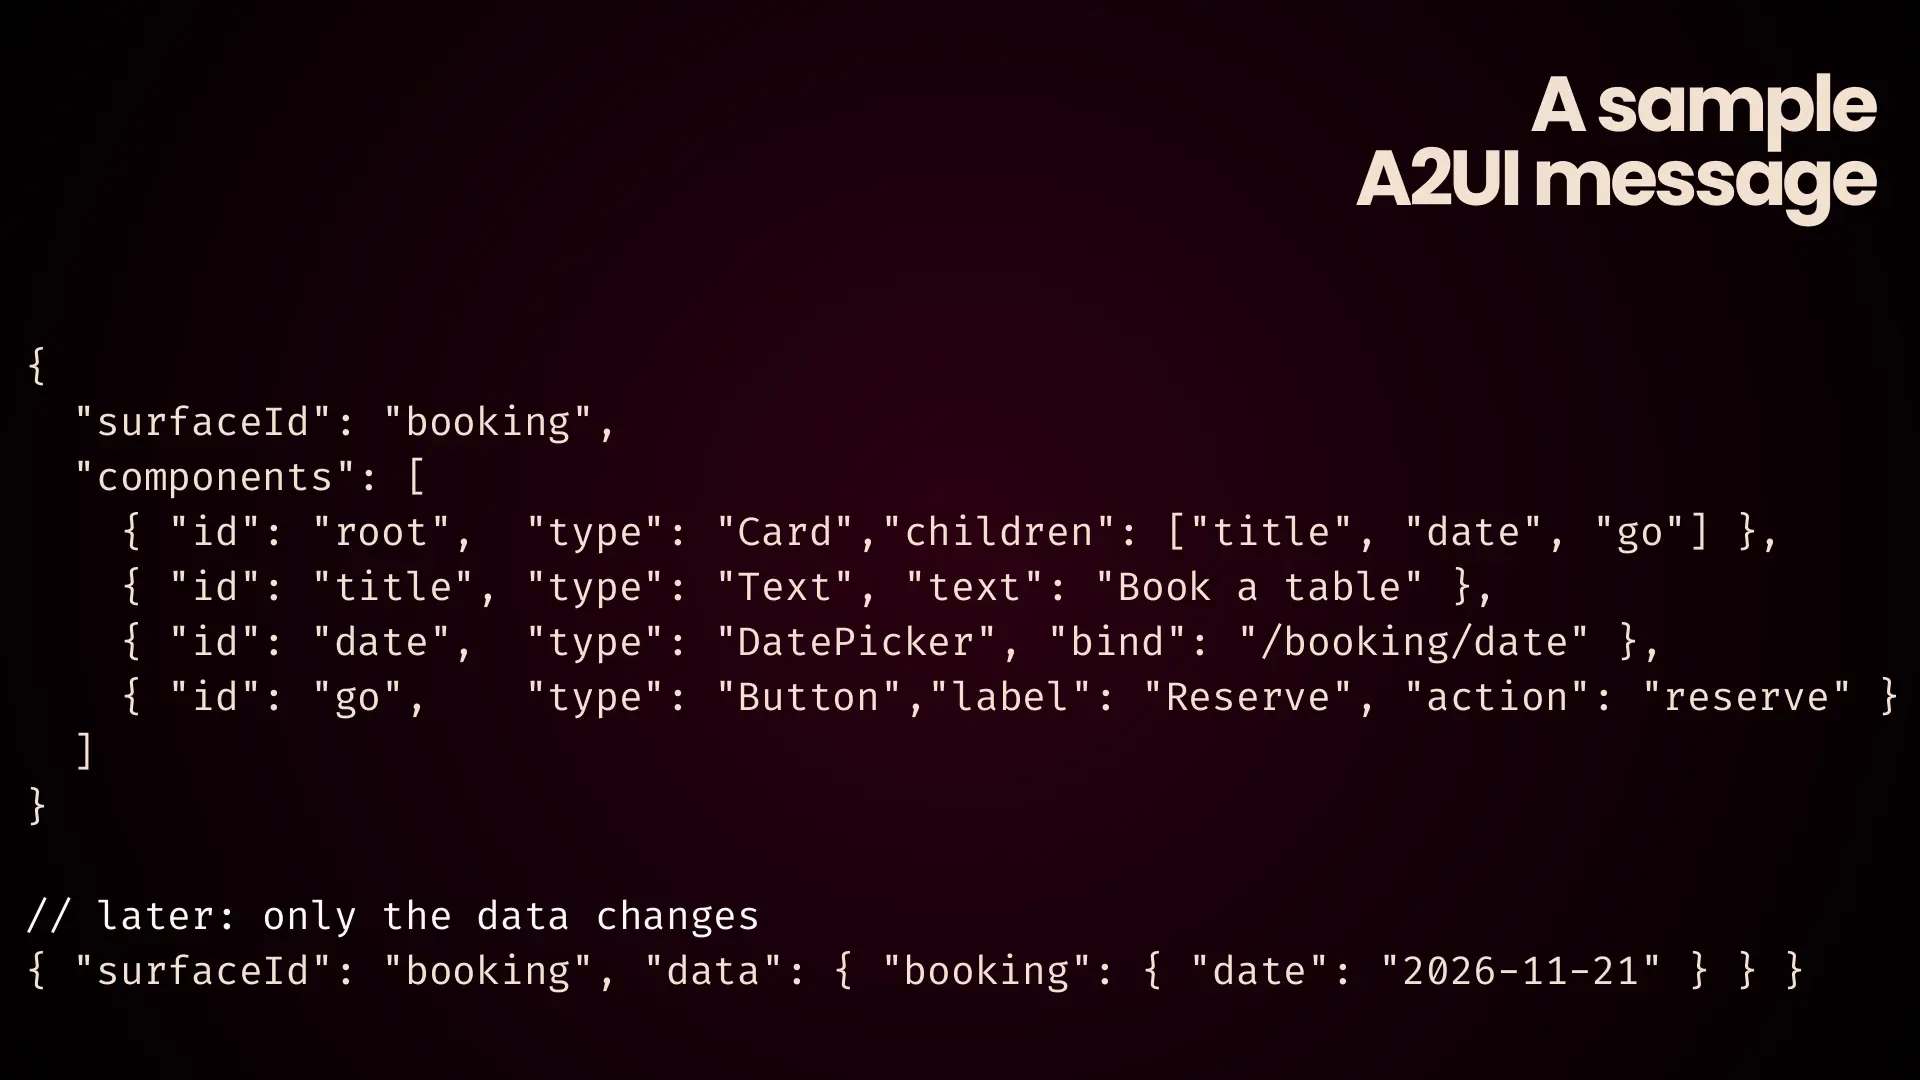 A sample
A2UI message
{
  "surfaceId": "booking",
  "components": [
    { "id": "root",  "type": "Card","children": ["title", "date", "go"] },
    { "id": "title", "type": "Text", "text": "Book a table" },
    { "id": "date",  "type": "DatePicker", "bind": "/booking/date" },
    { "id": "go",    "type": "Button","label": "Reserve", "action": "reserve" }
  ]
}
// later: only the data changes
{ "surfaceId": "booking", "data": { "booking": { "date": "2026-11-21" } } }